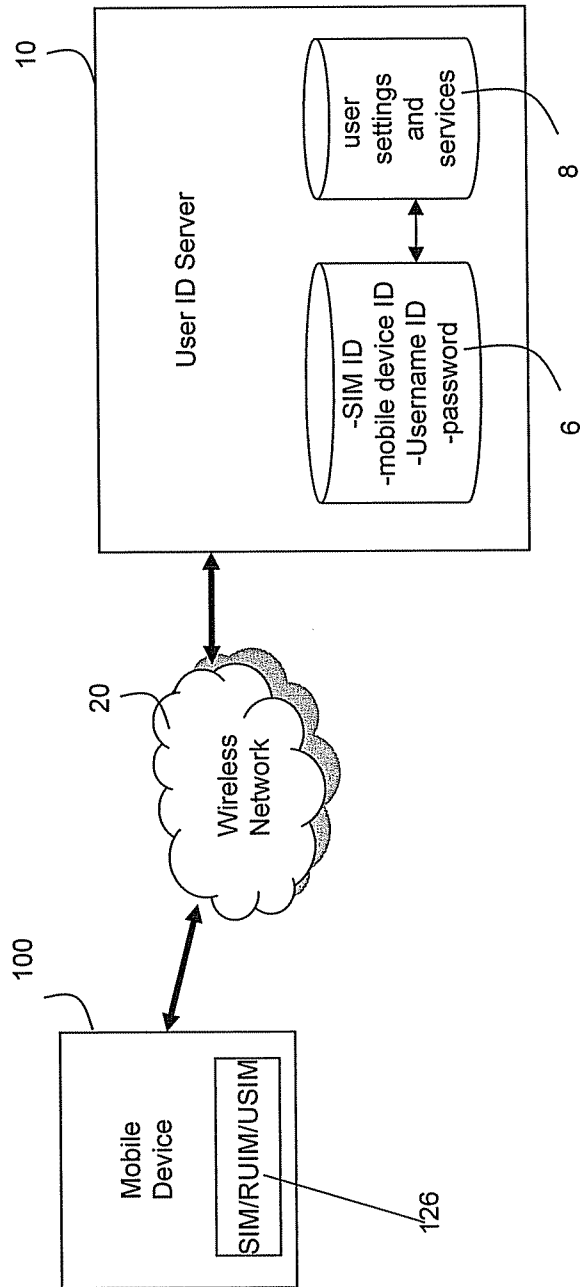 100
Mobile
Device
SIM/RUIM/USIM
126
20
Wireless
Network
10
User ID Server
-SIM ID
-mobile device ID
-Username ID
-password
6
user
settings
and
services
8